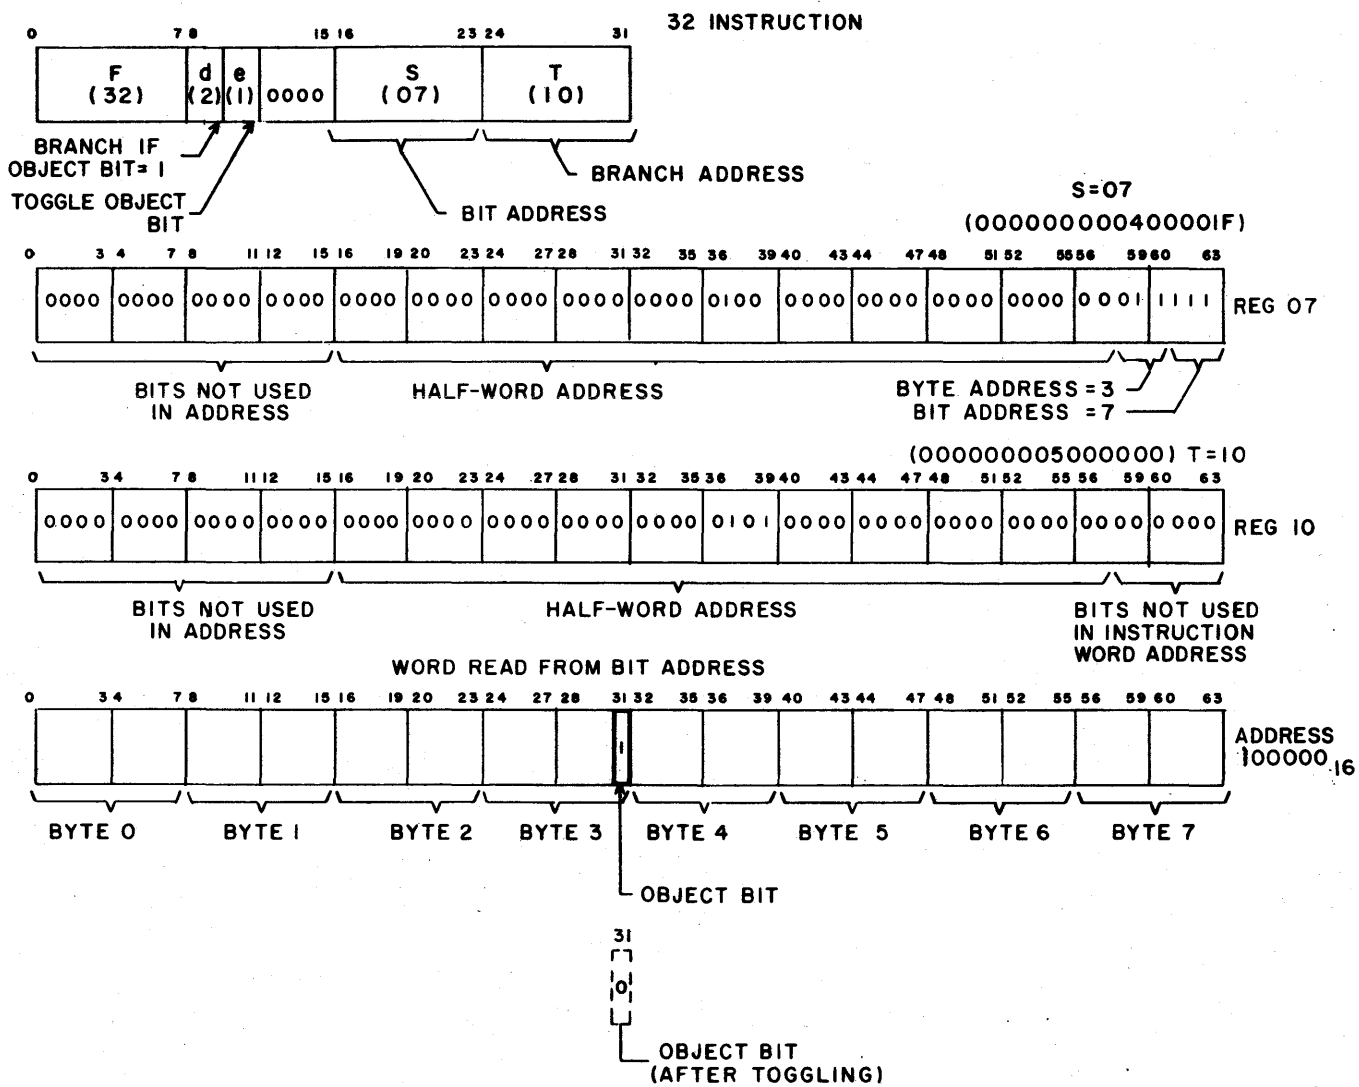 32 INSTRUCTION
0 7 8 15 16 23 24 31
F d e S T
(32) (2) (1) 0000 (07) (10)
BRANCH IF
OBJECT BIT=1
TOGGLE OBJECT
BIT
BIT ADDRESS
BRANCH ADDRESS
S=07
(000000000400001F)
0 3 4 7 8 11 12 15 16 19 20 23 24 27 28 31 32 35 36 39 40 43 44 47 48 51 52 55 56 59 60 63
0000 0000 0000 0000 0000 0000 0000 0000 0000 0100 0000 0000 0000 0000 0001 1111 REG 07
BITS NOT USED
IN ADDRESS
HALF-WORD ADDRESS
BYTE ADDRESS =3
BIT ADDRESS =7
(000000005000000) T=10
0 3 4 7 8 11 12 15 16 19 20 23 24 27 28 31 32 35 36 39 40 43 44 47 48 51 52 55 56 59 60 63
0000 0000 0000 0000 0000 0000 0000 0000 0000 0101 0000 0000 0000 0000 0000 0000 REG 10
BITS NOT USED
IN ADDRESS
HALF-WORD ADDRESS
BITS NOT USED
IN INSTRUCTION
WORD ADDRESS
WORD READ FROM BIT ADDRESS
0 3 4 7 8 11 12 15 16 19 20 23 24 27 28 31 32 35 36 39 40 43 44 47 48 51 52 55 56 59 60 63
1
ADDRESS
100000 16
BYTE 0 BYTE 1 BYTE 2 BYTE 3 BYTE 4 BYTE 5 BYTE 6 BYTE 7
OBJECT BIT
31
0
OBJECT BIT
(AFTER TOGGLING)